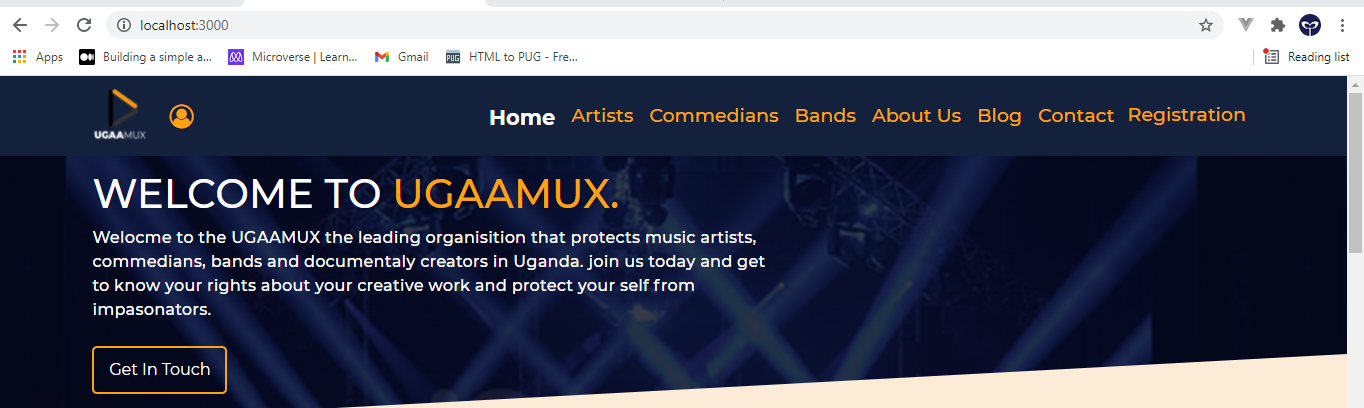 localhost:3000
Apps Building a simple a... Microverse | Learn... Gmail PUG HTML to PUG - Fre... Reading list
UGAAMUX
Home Artists Commedians Bands About Us Blog Contact Registration
WELCOME TO UGAAMUX.
Welocme to the UGAAMUX the leading organisition that protects music artists,
commedians, bands and documentaly creators in Uganda. join us today and get
to know your rights about your creative work and protect your self from
impasonators.
Get In Touch